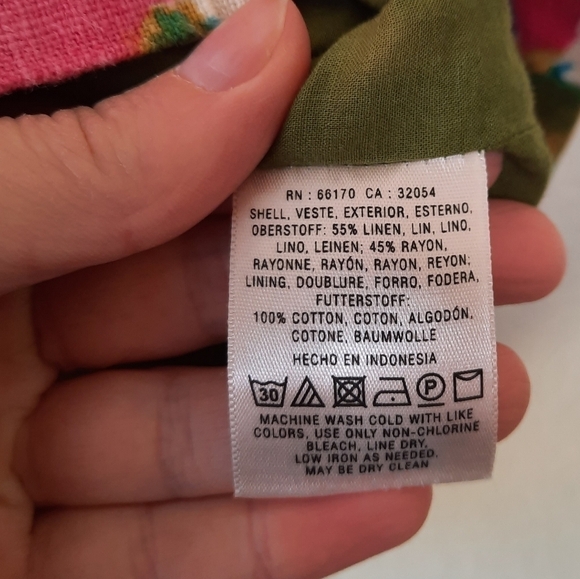 RN : 66170 CA : 32054
SHELL, VESTE, EXTERIOR, ESTERNO,
OBERSTOFF: 55% LINEN, LIN, LINO,
LINO, LEINEN; 45% RAYON,
RAYONNE, RAYÓN, RAYON, REYON;
LINING, DOUBLURE, FORRO, FODERA,
FUTTERSTOFF:
100% COTTON, COTON, ALGODÓN,
COTONE, BAUMWOLLE
HECHO EN INDONESIA
30 P
MACHINE WASH COLD WITH LIKE
COLORS, USE ONLY NON-CHLORINE
BLEACH, LINE DRY,
LOW IRON AS NEEDED.
MAY BE DRY CLEAN